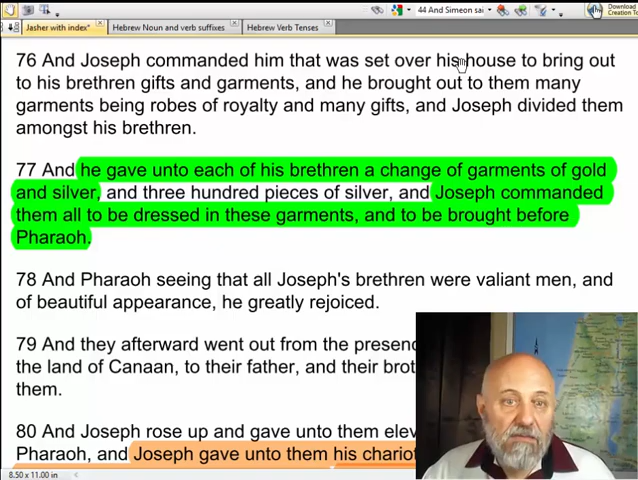 44 And Simeon sai
Download
Creation To
Jasher with index*
Hebrew Noun and verb suffixes
Hebrew Verb Tenses
76 And Joseph commanded him that was set over his house to bring out
to his brethren gifts and garments, and he brought out to them many
garments being robes of royalty and many gifts, and Joseph divided them
amongst his brethren.
77 And he gave unto each of his brethren a change of garments of gold
and silver, and three hundred pieces of silver, and Joseph commanded
them all to be dressed in these garments, and to be brought before
Pharaoh.
78 And Pharaoh seeing that all Joseph's brethren were valiant men, and
of beautiful appearance, he greatly rejoiced.
79 And they afterward went out from the presen
the land of Canaan, to their father, and their brot
them.
80 And Joseph rose up and gave unto them elev
Pharaoh, and Joseph gave unto them his chariot
8.50 x 11.00 in